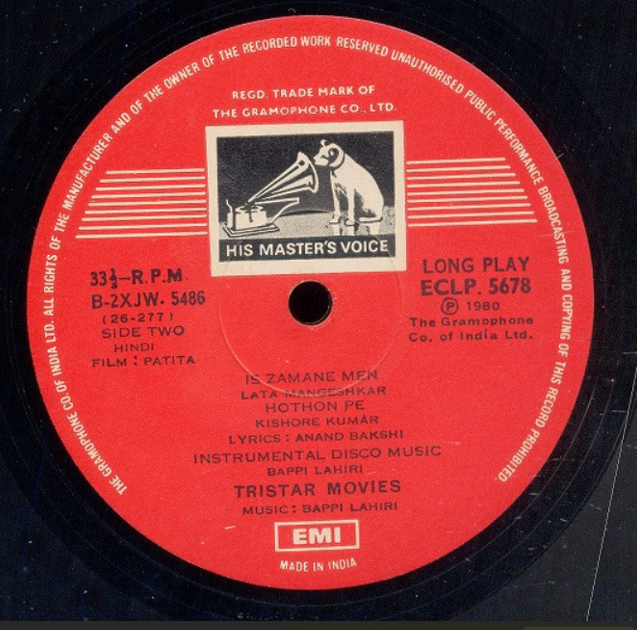 THE GRAMOPHONE CO. OF INDIA LTD. ALL RIGHTS OF THE MANUFACTURER AND OF THE OWNER OF THE RECORDED WORK RESERVED UNAUTHORISED PUBLIC PERFORMANCE BROADCASTING AND COPYING OF THIS RECORD PROHIBITED
REGD. TRADE MARK OF
THE GRAMOPHONE CO., LTD.
HIS MASTER'S VOICE
33⅓-R.P.M
B-2XJW. 5486
(26-277)
SIDE TWO
HINDI
FILM : PATITA
LONG PLAY
ECLP. 5678
Ⓟ 1980
The Gramophone
Co. of India Ltd.
IS ZAMANE MEN
LATA MANGESHKAR
HOTHON PE
KISHORE KUMAR
LYRICS : ANAND BAKSHI
INSTRUMENTAL DISCO MUSIC
BAPPI LAHIRI
TRISTAR MOVIES
MUSIC : BAPPI LAHIRI
EMI
MADE IN INDIA